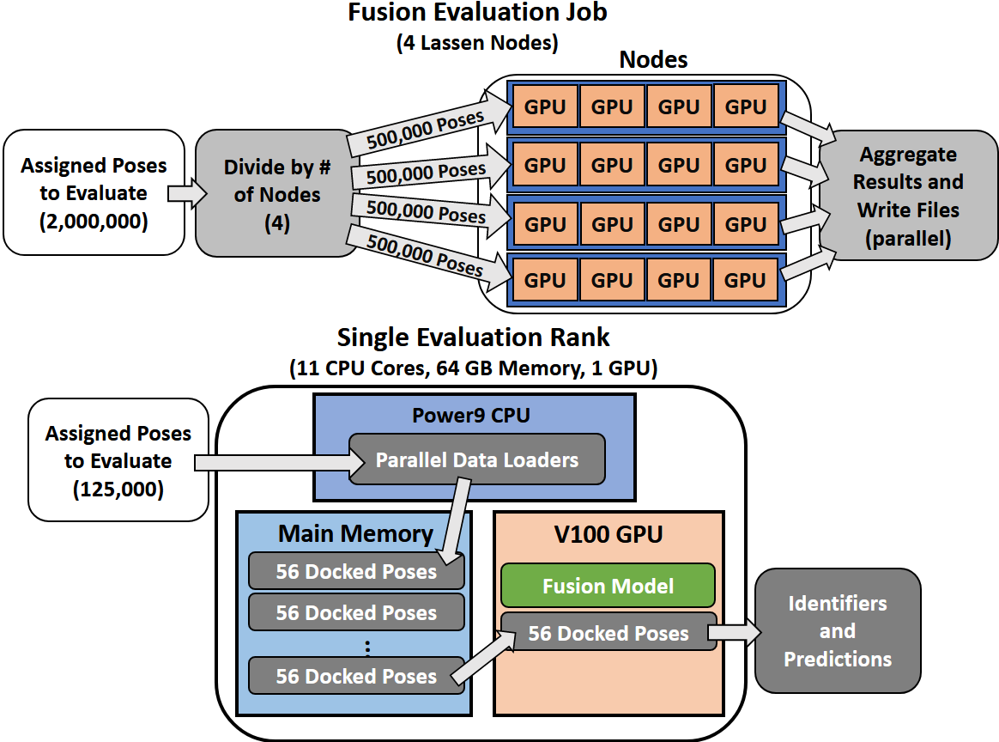 Fusion Evaluation Job
(4 Lassen Nodes)
Nodes
Assigned Poses
to Evaluate
(2,000,000)
Divide by #
of Nodes
(4)
500,000 Poses
500,000 Poses
500,000 Poses
500,000 Poses
GPU GPU GPU GPU
GPU GPU GPU GPU
GPU GPU GPU GPU
GPU GPU GPU GPU
Aggregate
Results and
Write Files
(parallel)
Single Evaluation Rank
(11 CPU Cores, 64 GB Memory, 1 GPU)
Assigned Poses
to Evaluate
(125,000)
Power9 CPU
Parallel Data Loaders
Main Memory
56 Docked Poses
56 Docked Poses
⋮
56 Docked Poses
V100 GPU
Fusion Model
56 Docked Poses
Identifiers
and
Predictions